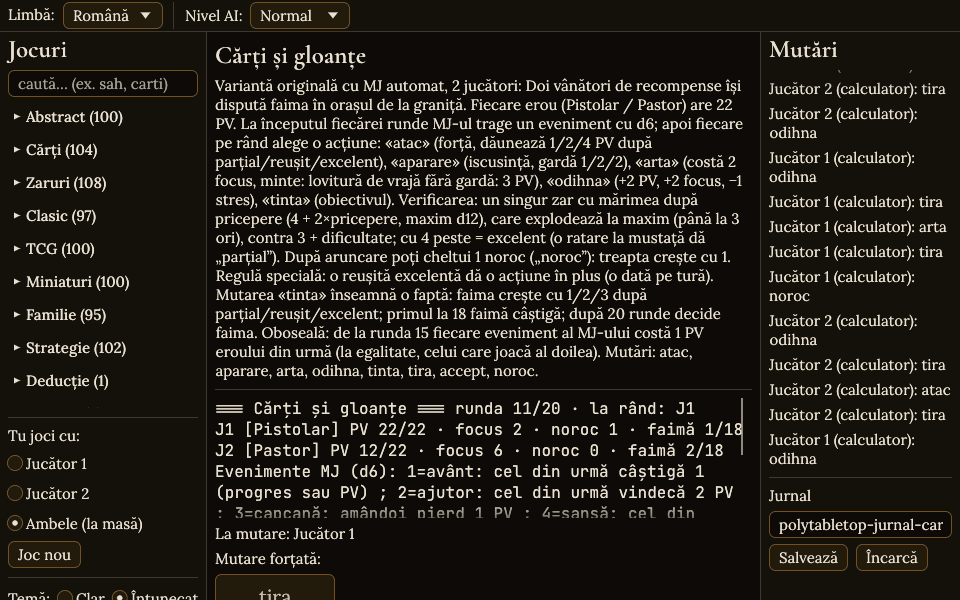 Limbă:
Română
Nivel AI:
Normal
Jocuri
caută... (ex. sah, carti)
Abstract (100)
Cărți (104)
Zaruri (108)
Clasic (97)
TCG (100)
Miniaturi (100)
Familie (95)
Strategie (102)
Deducție (1)
Tu joci cu:
Jucător 1
Jucător 2
Ambele (la masă)
Joc nou
Temă: Clar Întunecat
Cărți și gloanțe
Variantă originală cu MJ automat, 2 jucători: Doi vânători de recompense își
dispută faima în orașul de la graniță. Fiecare erou (Pistolar / Pastor) are 22
PV. La începutul fiecărei runde MJ-ul trage un eveniment cu d6; apoi fiecare
pe rând alege o acțiune: «atac» (forță, dăunează 1/2/4 PV după
parțial/reușit/excelent), «aparare» (iscusință, gardă 1/2/2), «arta» (costă 2
focus, minte: lovitură de vrajă fără gardă: 3 PV), «odihna» (+2 PV, +2 focus, −1
stres), «tinta» (obiectivul). Verificarea: un singur zar cu mărimea după
pricepere (4 + 2×pricepere, maxim d12), care explodează la maxim (până la 3
ori), contra 3 + dificultate; cu 4 peste = excelent (o ratare la mustață dă
„parțial”). După aruncare poți cheltui 1 noroc („noroc”): treapta crește cu 1.
Regulă specială: o reușită excelentă dă o acțiune în plus (o dată pe tură).
Mutarea «tinta» înseamnă o faptă: faima crește cu 1/2/3 după
parțial/reușit/excelent; primul la 18 faimă câștigă; după 20 runde decide
faima. Oboseală: de la runda 15 fiecare eveniment al MJ-ului costă 1 PV
eroului din urmă (la egalitate, celui care joacă al doilea). Mutări: atac,
aparare, arta, odihna, tinta, tira, accept, noroc.
=== Cărți și gloanțe === runda 11/20 · la rând: J1
J1 [Pistolar] PV 22/22 · focus 2 · noroc 1 · faimă 1/18
J2 [Pastor] PV 12/22 · focus 6 · noroc 0 · faimă 2/18
Evenimente MJ (d6): 1=avânt: cel din urmă câștigă 1
(progres sau PV) ; 2=ajutor: cel din urmă vindecă 2 PV
; 3=capcană: amândoi pierd 1 PV ; 4=șansă: cel din
La mutare: Jucător 1
Mutare forțată:
tira
Mutări
Jucător 2 (calculator): tira
Jucător 2 (calculator):
odihna
Jucător 1 (calculator):
odihna
Jucător 1 (calculator): tira
Jucător 1 (calculator): arta
Jucător 1 (calculator): tira
Jucător 1 (calculator):
noroc
Jucător 2 (calculator):
odihna
Jucător 2 (calculator): tira
Jucător 2 (calculator): atac
Jucător 2 (calculator): tira
Jucător 2 (calculator):
odihna
Jurnal
polytabletop-jurnal-car
Salvează
Încarcă